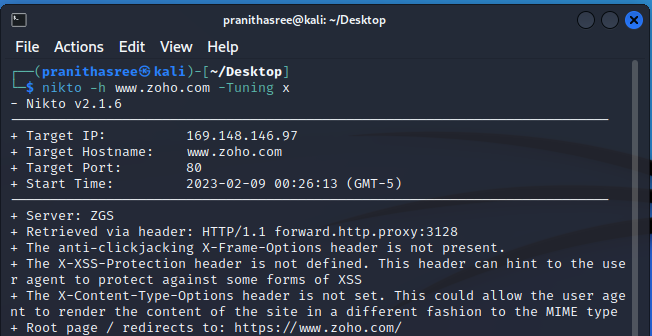 pranithasree@kali: ~/Desktop
File Actions Edit View Help
┌──(pranithasree㉿kali)-[~/Desktop]
└─$ nikto -h www.zoho.com -Tuning x
- Nikto v2.1.6
+ Target IP: 169.148.146.97
+ Target Hostname: www.zoho.com
+ Target Port: 80
+ Start Time: 2023-02-09 00:26:13 (GMT-5)
+ Server: ZGS
+ Retrieved via header: HTTP/1.1 forward.http.proxy:3128
+ The anti-clickjacking X-Frame-Options header is not present.
+ The X-XSS-Protection header is not defined. This header can hint to the use
r agent to protect against some forms of XSS
+ The X-Content-Type-Options header is not set. This could allow the user age
nt to render the content of the site in a different fashion to the MIME type
+ Root page / redirects to: https://www.zoho.com/